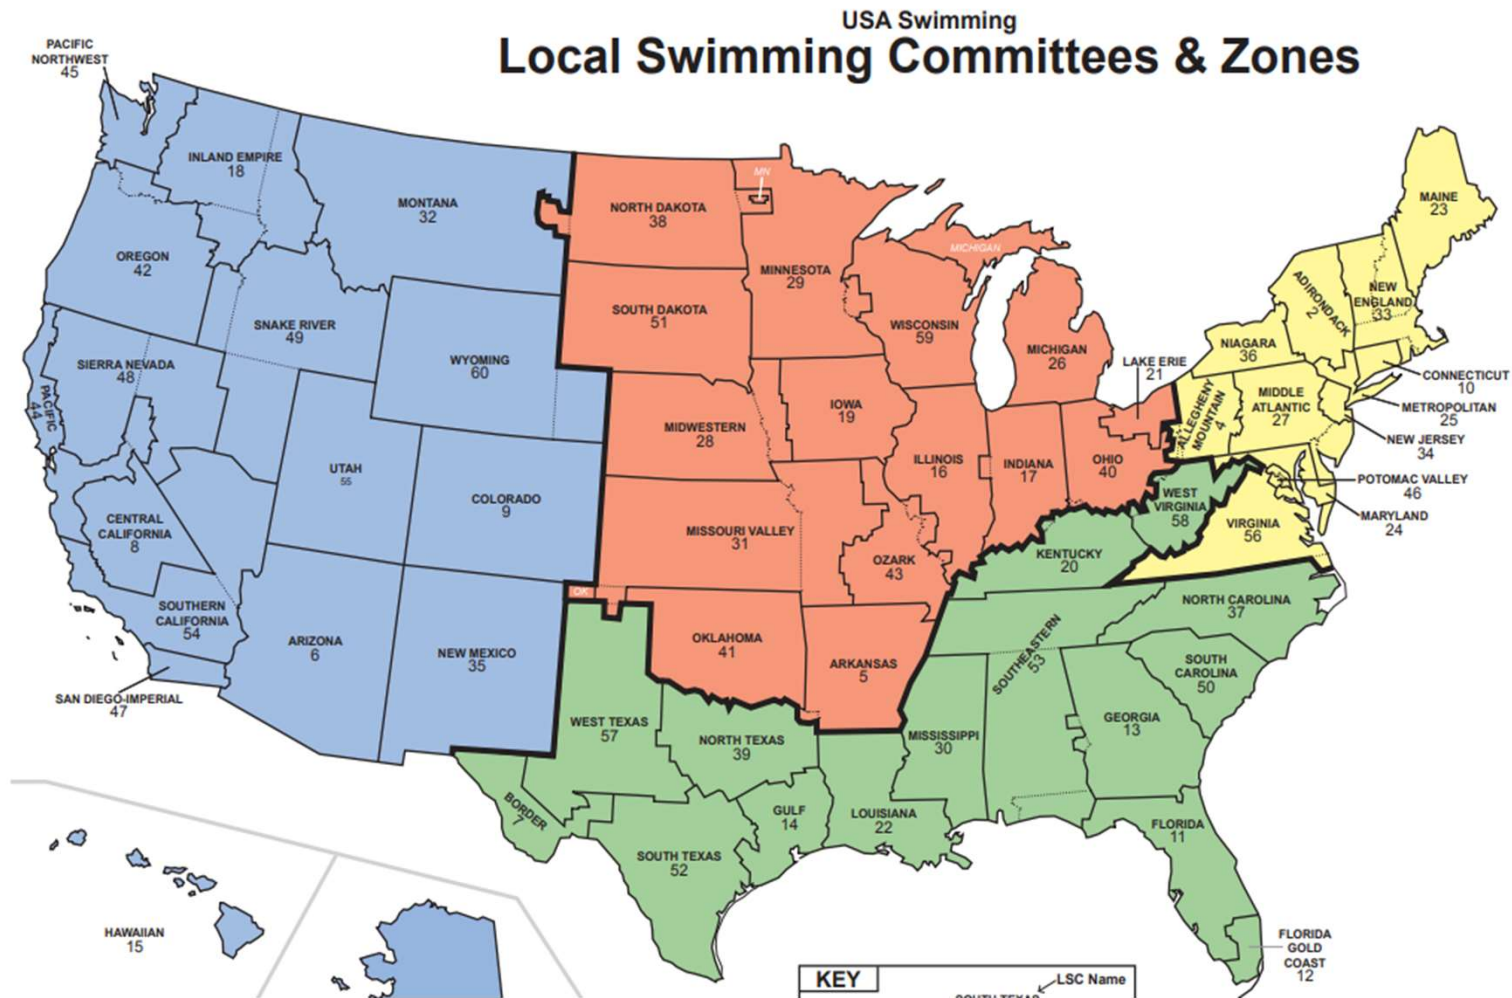 USA Swimming
Local Swimming Committees & Zones
PACIFIC
NORTHWEST
45
INLAND EMPIRE
18
MONTANA
32
OREGON
42
SNAKE RIVER
49
WYOMING
60
SIERRA NEVADA
48
PACIFIC
44
UTAH
55
COLORADO
9
CENTRAL
CALIFORNIA
8
SOUTHERN
CALIFORNIA
54
SAN DIEGO-IMPERIAL
47
ARIZONA
6
NEW MEXICO
35
HAWAIIAN
15
NORTH DAKOTA
38
MN
MINNESOTA
29
SOUTH DAKOTA
51
MICHIGAN
WISCONSIN
59
MICHIGAN
26
LAKE ERIE
21
MIDWESTERN
28
IOWA
19
ILLINOIS
16
INDIANA
17
OHIO
40
MISSOURI VALLEY
31
OZARK
43
OK
OKLAHOMA
41
ARKANSAS
5
MAINE
23
ADIRONDACK
2
NEW
ENGLAND
33
NIAGARA
36
ALLEGHENY
MOUNTAIN
4
MIDDLE
ATLANTIC
27
CONNECTICUT
10
METROPOLITAN
25
NEW JERSEY
34
POTOMAC VALLEY
46
MARYLAND
24
VIRGINIA
56
WEST
VIRGINIA
58
KENTUCKY
20
NORTH CAROLINA
37
SOUTHEASTERN
53
SOUTH
CAROLINA
50
GEORGIA
13
MISSISSIPPI
30
WEST TEXAS
57
NORTH TEXAS
39
BORDER
7
GULF
14
LOUISIANA
22
SOUTH TEXAS
52
FLORIDA
11
FLORIDA
GOLD
COAST
12
KEY
LSC Name
SOUTH TEXAS